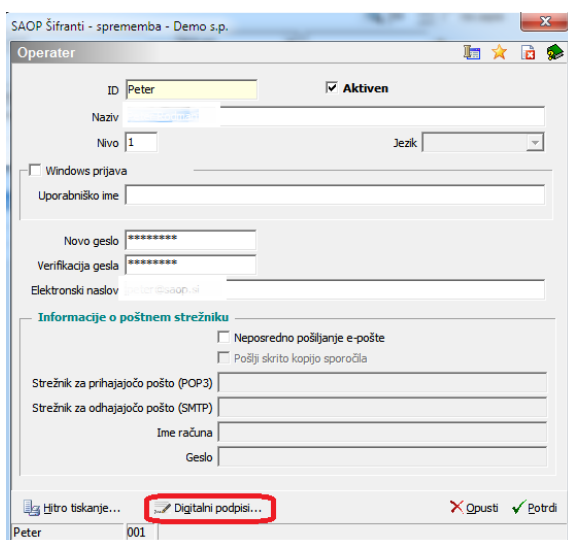 SAOP Šifranti - sprememba - Demo s.p.
Operater
ID Peter Aktiven
Naziv
Nivo 1 Jezik
Windows prijava
Uporabniško ime
Novo geslo ********
Verifikacija gesla ********
Elektronski naslov
Informacije o poštnem strežniku
Neposredno pošiljanje e-pošte
Pošlji skrito kopijo sporočila
Strežnik za prihajajočo pošto (POP3)
Strežnik za odhajajočo pošto (SMTP)
Ime računa
Geslo
Hitro tiskanje... Digitalni podpisi... Opusti Potrdi
Peter 001